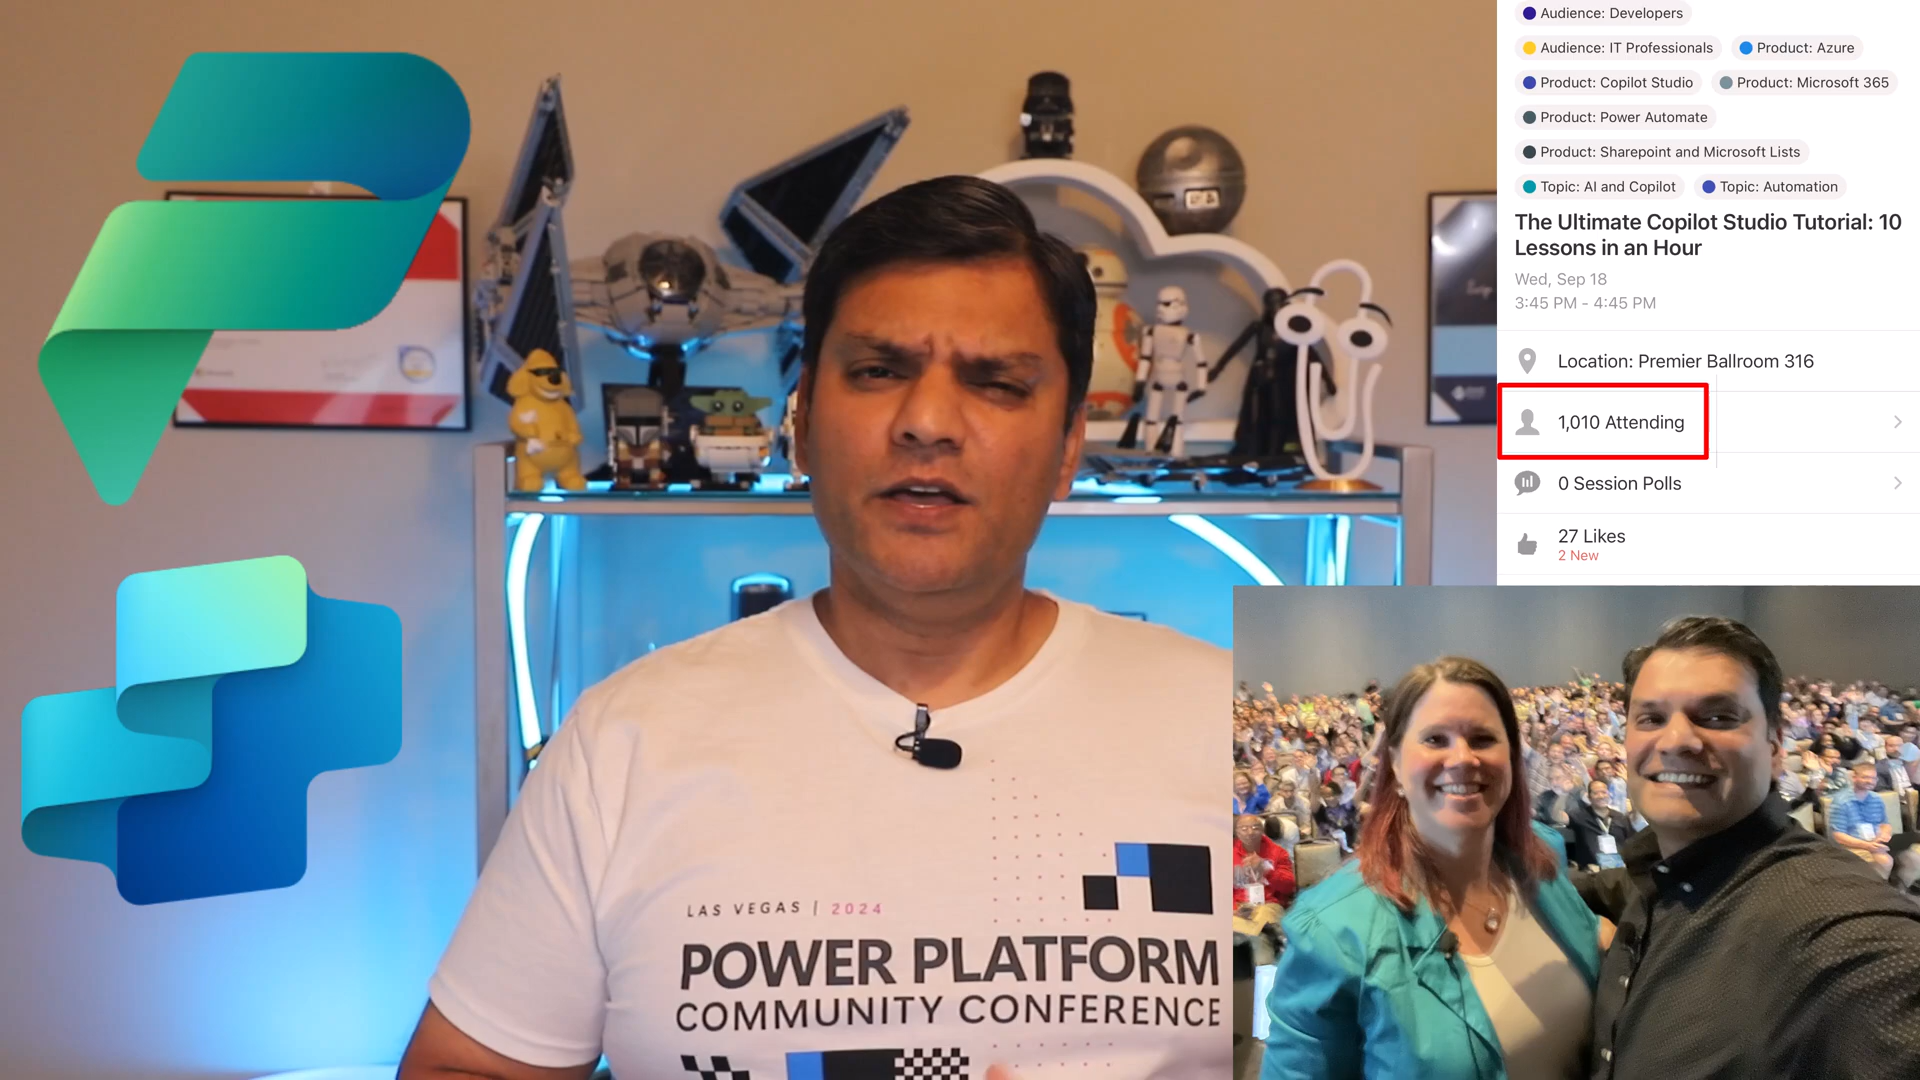 Audience: Developers
Audience: IT Professionals
Product: Azure
Product: Copilot Studio
Product: Microsoft 365
Product: Power Automate
Product: Sharepoint and Microsoft Lists
Topic: AI and Copilot
Topic: Automation
The Ultimate Copilot Studio Tutorial: 10
Lessons in an Hour
Wed, Sep 18
3:45 PM - 4:45 PM
Location: Premier Ballroom 316
1,010 Attending
0 Session Polls
27 Likes
2 New
LAS VEGAS | 2024
POWER PLATFORM
COMMUNITY CONFERENCE